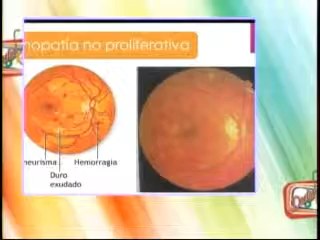 nopatía no proliferativa
neurisma
Hemorragia
Duro
exudado